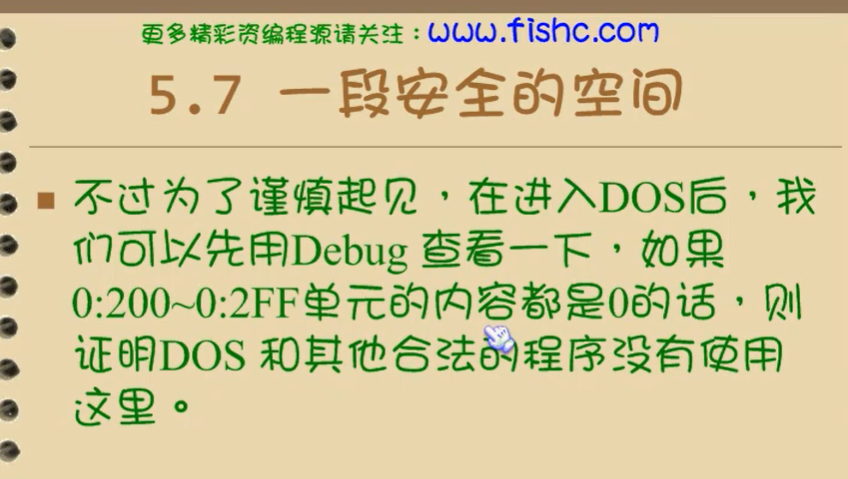 更多精彩资编程源请关注：www.fishc.com
5.7 一段安全的空间
不过为了谨慎起见，在进入DOS后，我
们可以先用Debug 查看一下，如果
0:200~0:2FF单元的内容都是0的话，则
证明DOS 和其他合法的程序没有使用
这里。